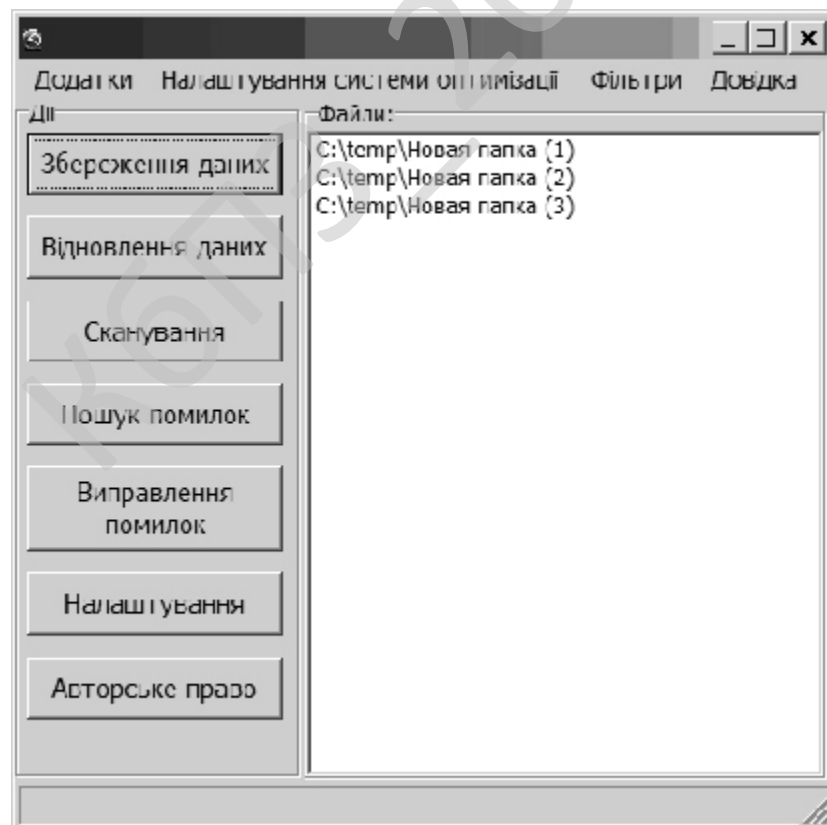 Додатки Налаштування системи оптимізації Фільтри Довідка
Дії
Файли:
Збереження даних
Відновлення даних
Сканування
Пошук помилок
Виправлення
помилок
Налаштування
Авторське право
C:\temp\Новая папка (1)
C:\temp\Новая папка (2)
C:\temp\Новая папка (3)